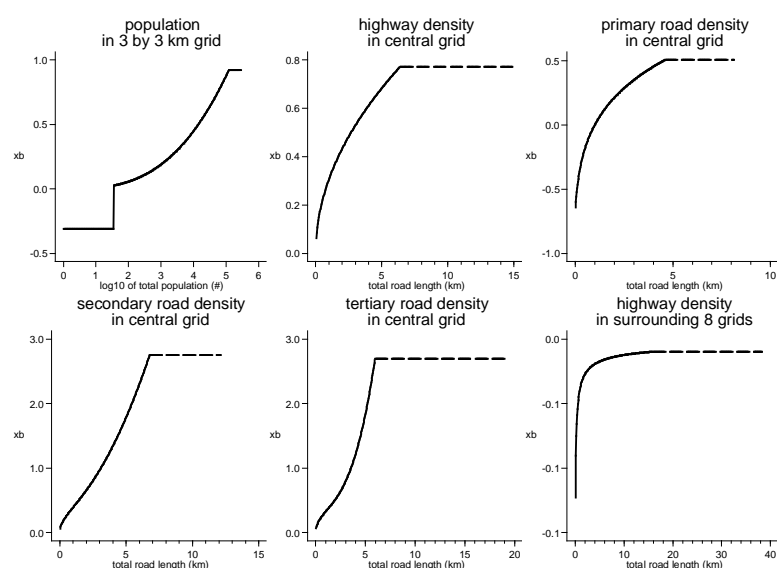 population
in 3 by 3 km grid
1.0
0.5
0.0
-0.5
xb
0 1 2 3 4 5 6
log10 of total population (#)
highway density
in central grid
0.8
0.6
0.4
0.2
0.0
xb
0 5 10 15
total road length (km)
primary road density
in central grid
0.5
0.0
-0.5
-1.0
xb
0 5 10
total road length (km)
secondary road density
in central grid
3.0
2.0
1.0
0.0
xb
0 5 10 15
total road length (km)
tertiary road density
in central grid
3.0
2.0
1.0
0.0
xb
0 5 10 15 20
total road length (km)
highway density
in surrounding 8 grids
0.0
-0.1
-0.1
-0.1
xb
0 10 20 30 40
total road length (km)